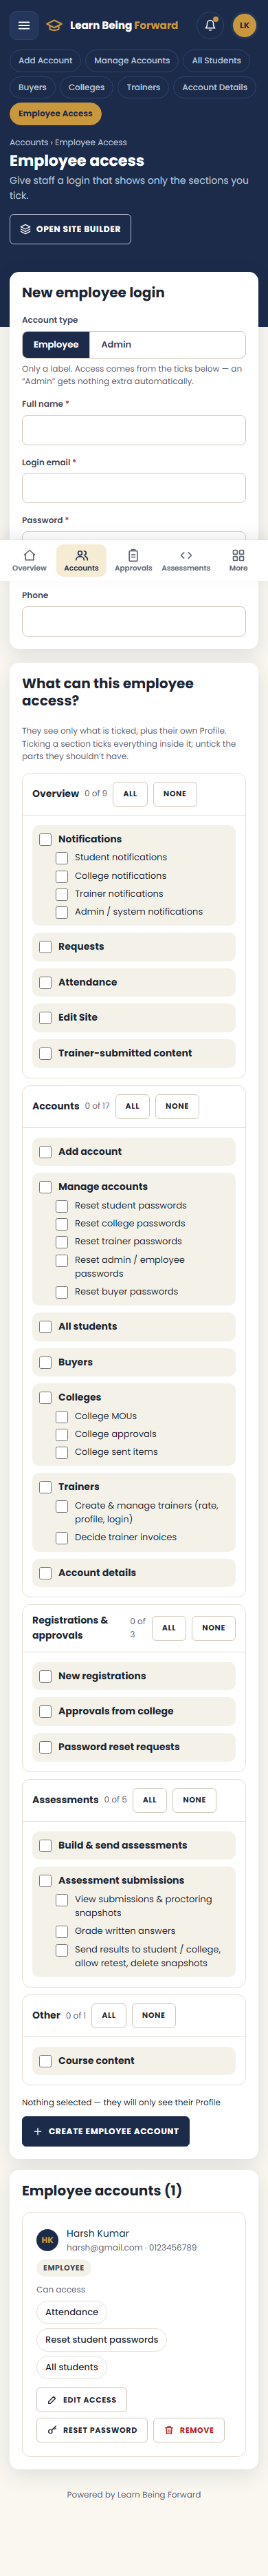 Learn Being Forward
LK
Add Account
Manage Accounts
All Students
Buyers
Colleges
Trainers
Account Details
Employee Access
Accounts › Employee Access
Employee access
Give staff a login that shows only the sections you
tick.
OPEN SITE BUILDER
New employee login
Account type
Employee
Admin
Only a label. Access comes from the ticks below — an
“Admin” gets nothing extra automatically.
Full name *
Login email *
Password *
Overview
Accounts
Approvals
Assessments
More
Phone
What can this employee
access?
They see only what is ticked, plus their own Profile.
Ticking a section ticks everything inside it; untick the
parts they shouldn’t have.
Overview 0 of 9 ALL NONE
Notifications
Student notifications
College notifications
Trainer notifications
Admin / system notifications
Requests
Attendance
Edit Site
Trainer-submitted content
Accounts 0 of 17 ALL NONE
Add account
Manage accounts
Reset student passwords
Reset college passwords
Reset trainer passwords
Reset admin / employee
passwords
Reset buyer passwords
All students
Buyers
Colleges
College MOUs
College approvals
College sent items
Trainers
Create & manage trainers (rate,
profile, login)
Decide trainer invoices
Account details
Registrations &
approvals
0 of
3
ALL
NONE
New registrations
Approvals from college
Password reset requests
Assessments 0 of 5 ALL NONE
Build & send assessments
Assessment submissions
View submissions & proctoring
snapshots
Grade written answers
Send results to student / college,
allow retest, delete snapshots
Other 0 of 1 ALL NONE
Course content
Nothing selected — they will only see their Profile
CREATE EMPLOYEE ACCOUNT
Employee accounts (1)
HK
Harsh Kumar
harsh@gmail.com · 0123456789
EMPLOYEE
Can access
Attendance
Reset student passwords
All students
EDIT ACCESS
RESET PASSWORD
REMOVE
Powered by Learn Being Forward